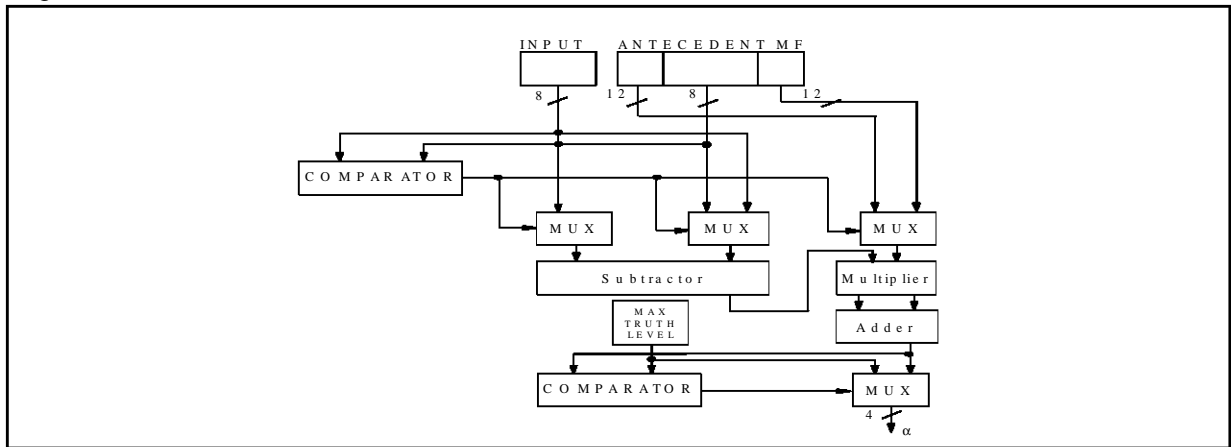 INPUT ANTECEDENT MF
8 12 8 12
COMPARATOR
MUX MUX MUX
Subtractor Multiplier
MAX
TRUTH
LEVEL
Adder
COMPARATOR MUX
4
α